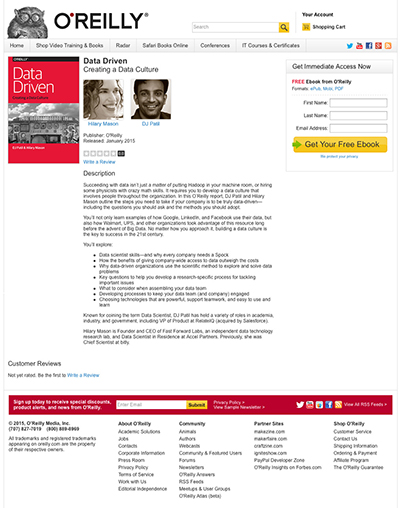 O'REILLY®
Your Account
Search
Shopping Cart
Home
Shop Video Training & Books
Radar
Safari Books Online
Conferences
IT Courses & Certificates
O'REILLY
Data
Driven
Creating a Data Culture
DJ Patil & Hilary Mason
Data Driven
Creating a Data Culture
Hilary Mason
DJ Patil
Publisher: O'Reilly
Released: January 2015
Write a Review
Get Immediate Access Now
FREE Ebook from O'Reilly
Formats: ePub, Mobi, PDF
First Name:
Last Name:
Email Address:
Get Your Free Ebook
We protect your privacy
Description
Succeeding with data isn't just a matter of putting Hadoop in your machine room, or hiring
some physicists with crazy math skills. It requires you to develop a data culture that
involves people throughout the organization. In this O'Reilly report, DJ Patil and Hilary
Mason outline the steps you need to take if your company is to be truly data-driven—
including the questions you should ask and the methods you should adopt.
You'll not only learn examples of how Google, LinkedIn, and Facebook use their data, but
also how Walmart, UPS, and other organizations took advantage of this resource long
before the advent of Big Data. No matter how you approach it, building a data culture is
the key to success in the 21st century.
You'll explore:
Data scientist skills—and why every company needs a Spock
How the benefits of giving company-wide access to data outweigh the costs
Why data-driven organizations use the scientific method to explore and solve data
problems
Key questions to help you develop a research-specific process for tackling
important issues
What to consider when assembling your data team
Developing processes to keep your data team (and company) engaged
Choosing technologies that are powerful, support teamwork, and easy to use and
learn
Known for coining the term Data Scientist, DJ Patil has held a variety of roles in academia,
industry, and government, including VP of Product at RelateIQ (acquired by Salesforce).
Hilary Mason is Founder and CEO of Fast Forward Labs, an independent data technology
research lab, and Data Scientist in Residence at Accel Partners. Previously, she was
Chief Scientist at bitly.
Customer Reviews
Not yet rated. Be the first to Write a Review
Sign up today to receive special discounts,
product alerts, and news from O'Reilly.
Enter Email
Submit
Privacy Policy >
View Sample Newsletter >
View All RSS Feeds >
© 2015, O'Reilly Media, Inc.
(707) 827-7019 (800) 889-8969
All trademarks and registered trademarks
appearing on oreilly.com are the property
of their respective owners.
About O'Reilly
Academic Solutions
Jobs
Contacts
Corporate Information
Press Room
Privacy Policy
Terms of Service
Work with Us
Editorial Independence
Community
Authors
Community & Featured Users
Forums
Newsletters
O'Reilly Answers
RSS Feeds
Meetups & User Groups
O'Reilly Atlas (beta)
Partner Sites
makezine.com
makerfaire.com
craftzine.com
igniteshow.com
PayPal Developer Zone
O'Reilly Insights on Forbes.com
Shop O'Reilly
Customer Service
Contact Us
Shipping Information
Ordering & Payment
Affiliate Program
The O'Reilly Guarantee